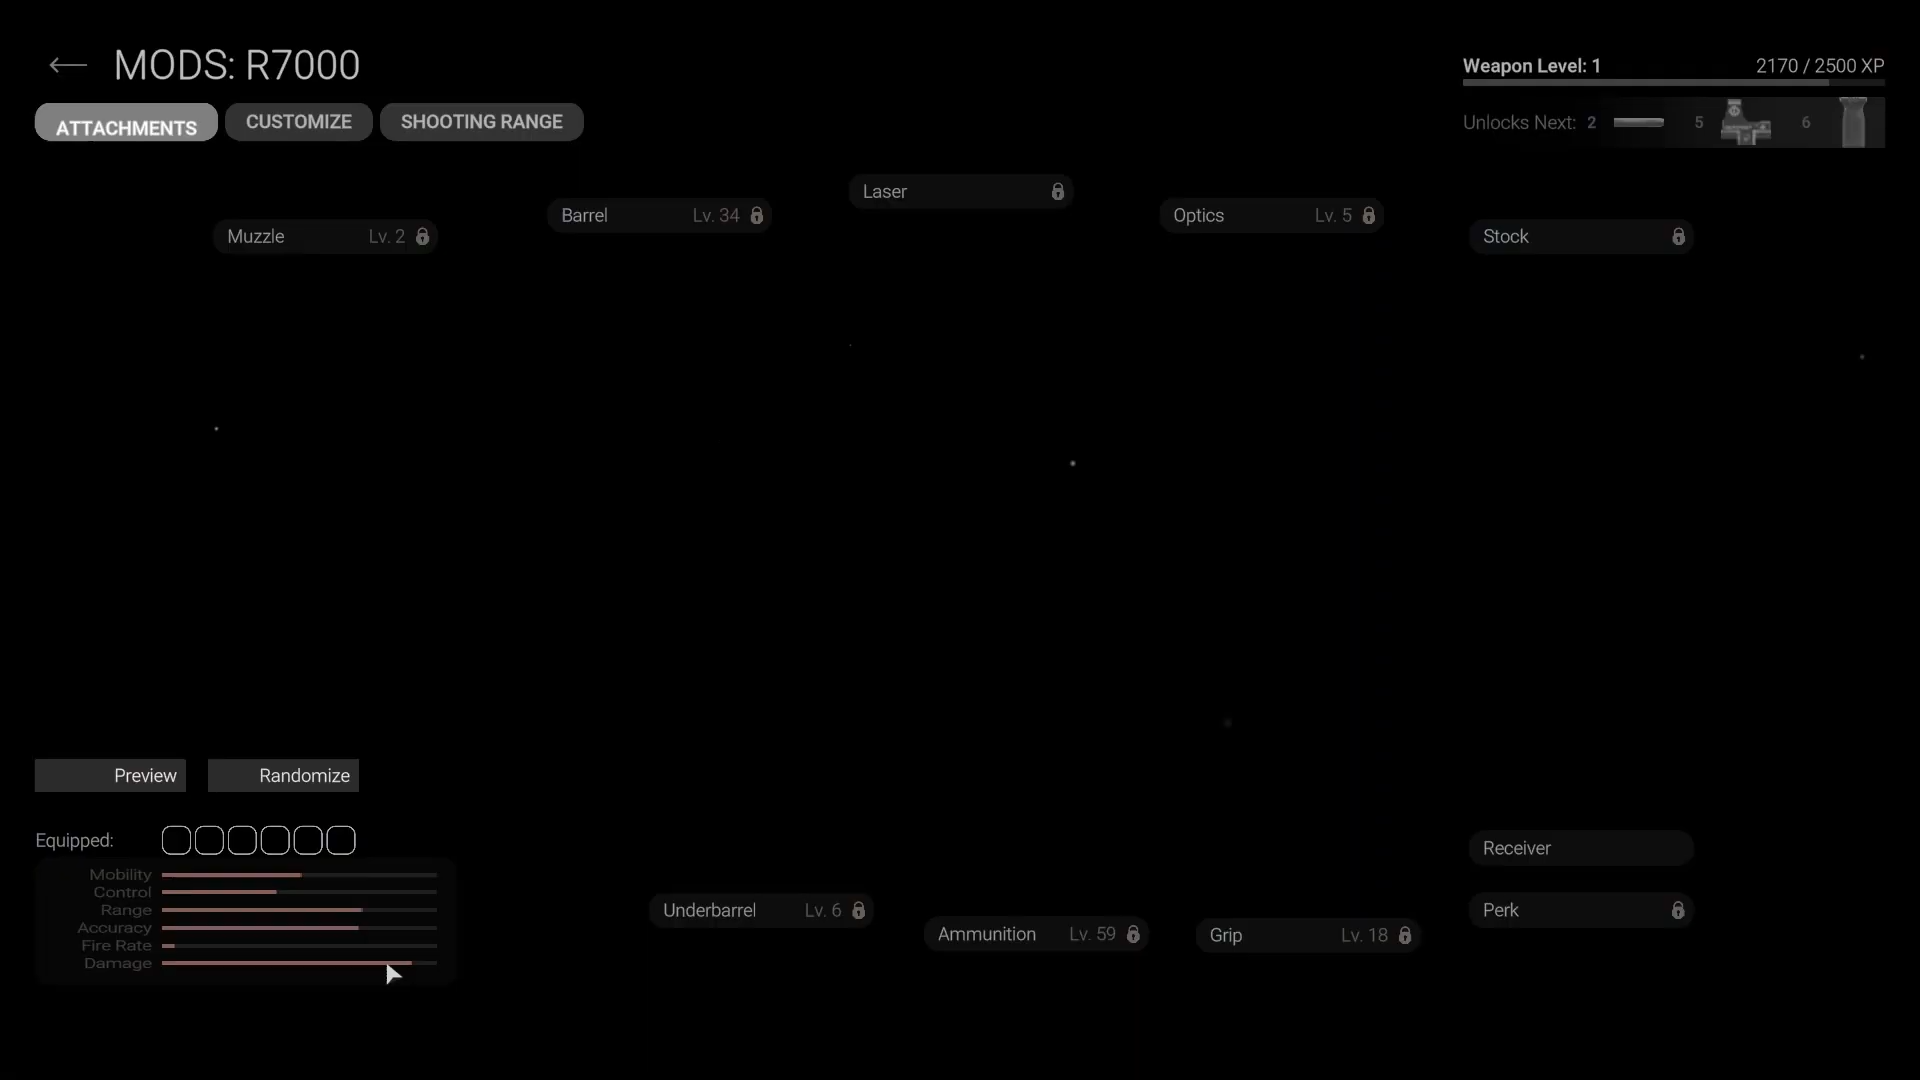 MODS: R7000
Weapon Level: 1 2170 / 2500 XP
ATTACHMENTS CUSTOMIZE SHOOTING RANGE
Unlocks Next: 2 5 6
Laser
Barrel Lv. 34
Optics Lv. 5
Muzzle Lv. 2
Stock
Preview Randomize
Equipped:
Mobility
Control
Range
Accuracy
Fire Rate
Damage
Receiver
Underbarrel Lv. 6
Perk
Ammunition Lv. 59
Grip Lv. 18